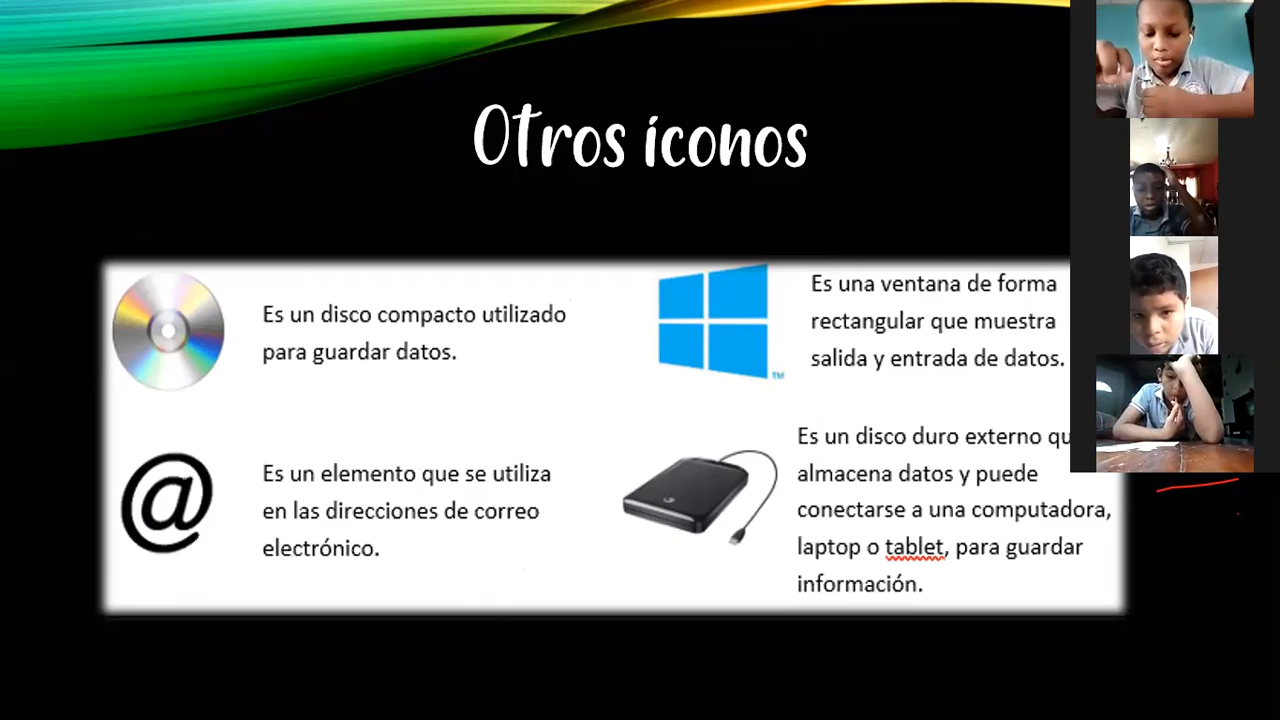 Otros íconos
Es un disco compacto utilizado
para guardar datos.
Es una ventana de forma
rectangular que muestra
salida y entrada de datos.
TM
@
Es un elemento que se utiliza
en las direcciones de correo
electrónico.
Es un disco duro externo qu
almacena datos y puede
conectarse a una computadora,
laptop o tablet, para guardar
información.